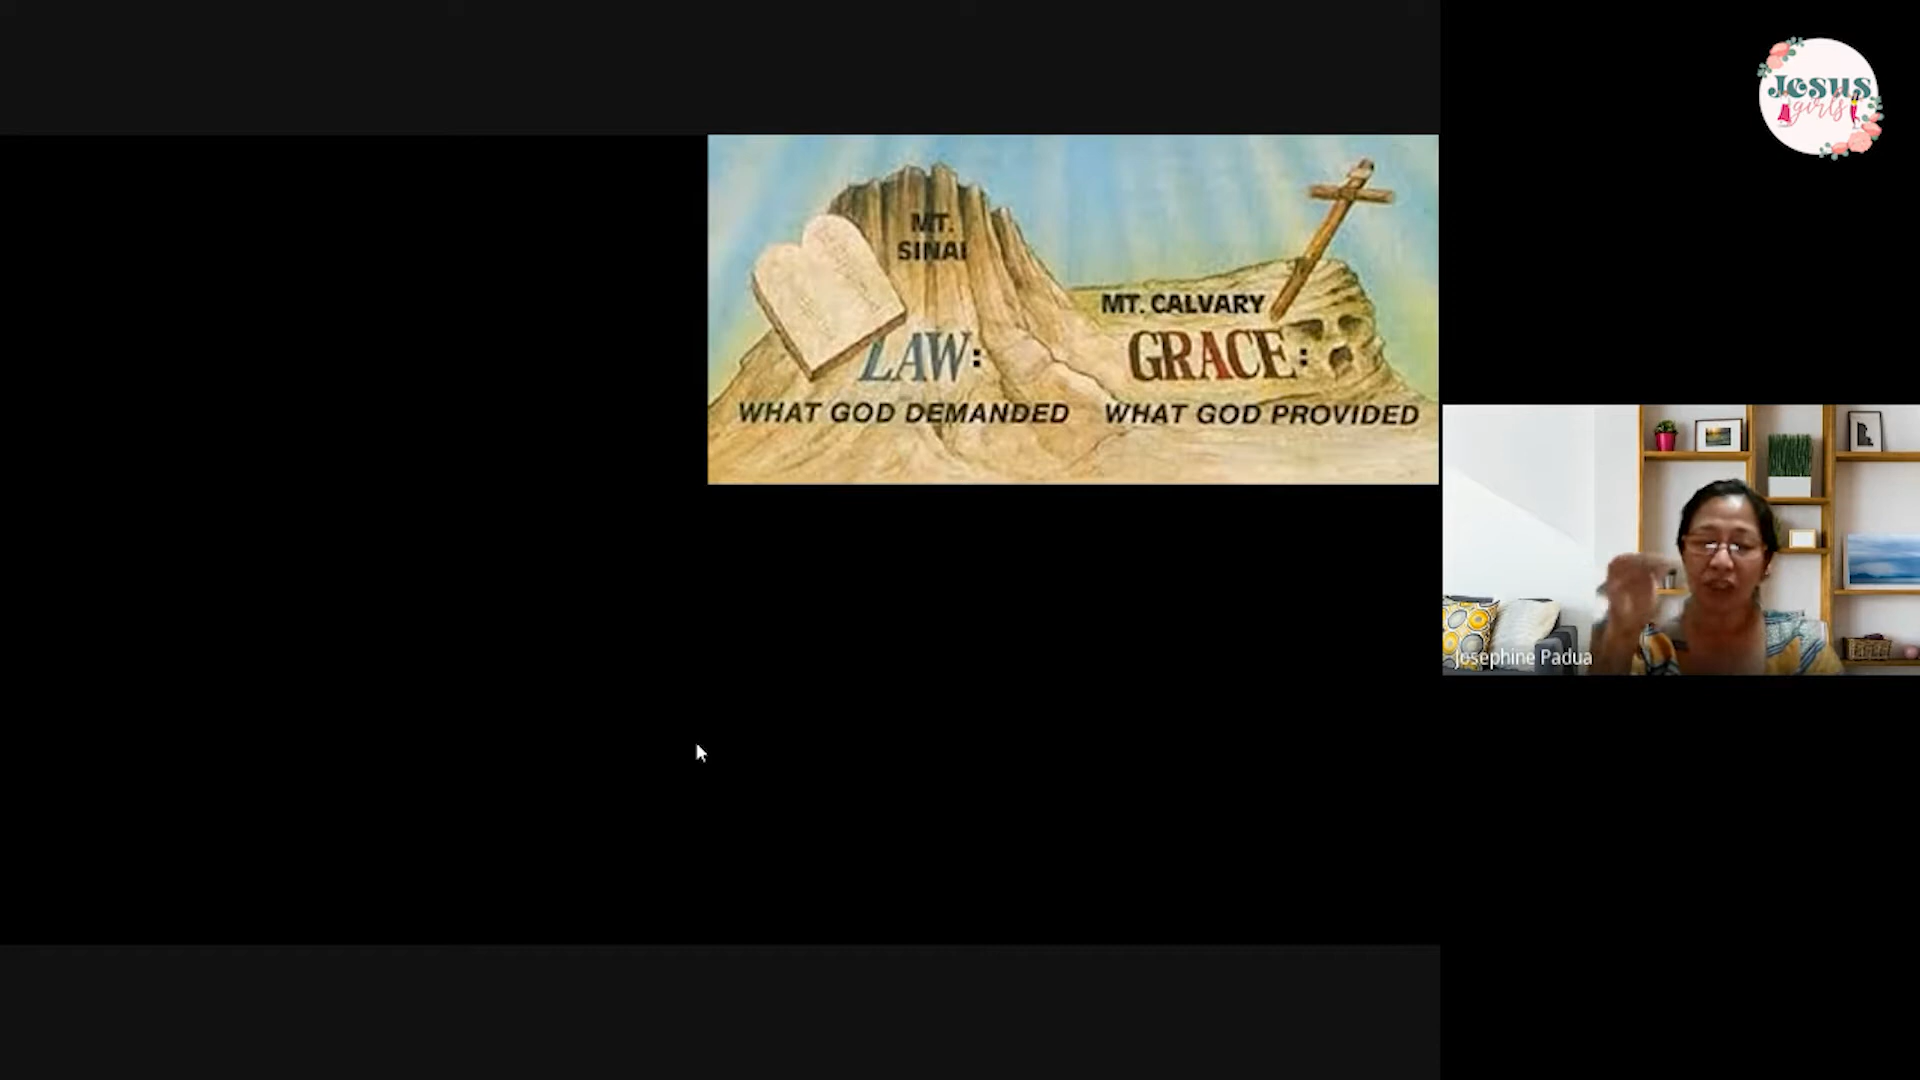 Jesus
girls
MT.
SINAI
MT. CALVARY
LAW:
GRACE:
WHAT GOD DEMANDED
WHAT GOD PROVIDED
Josephine Padua